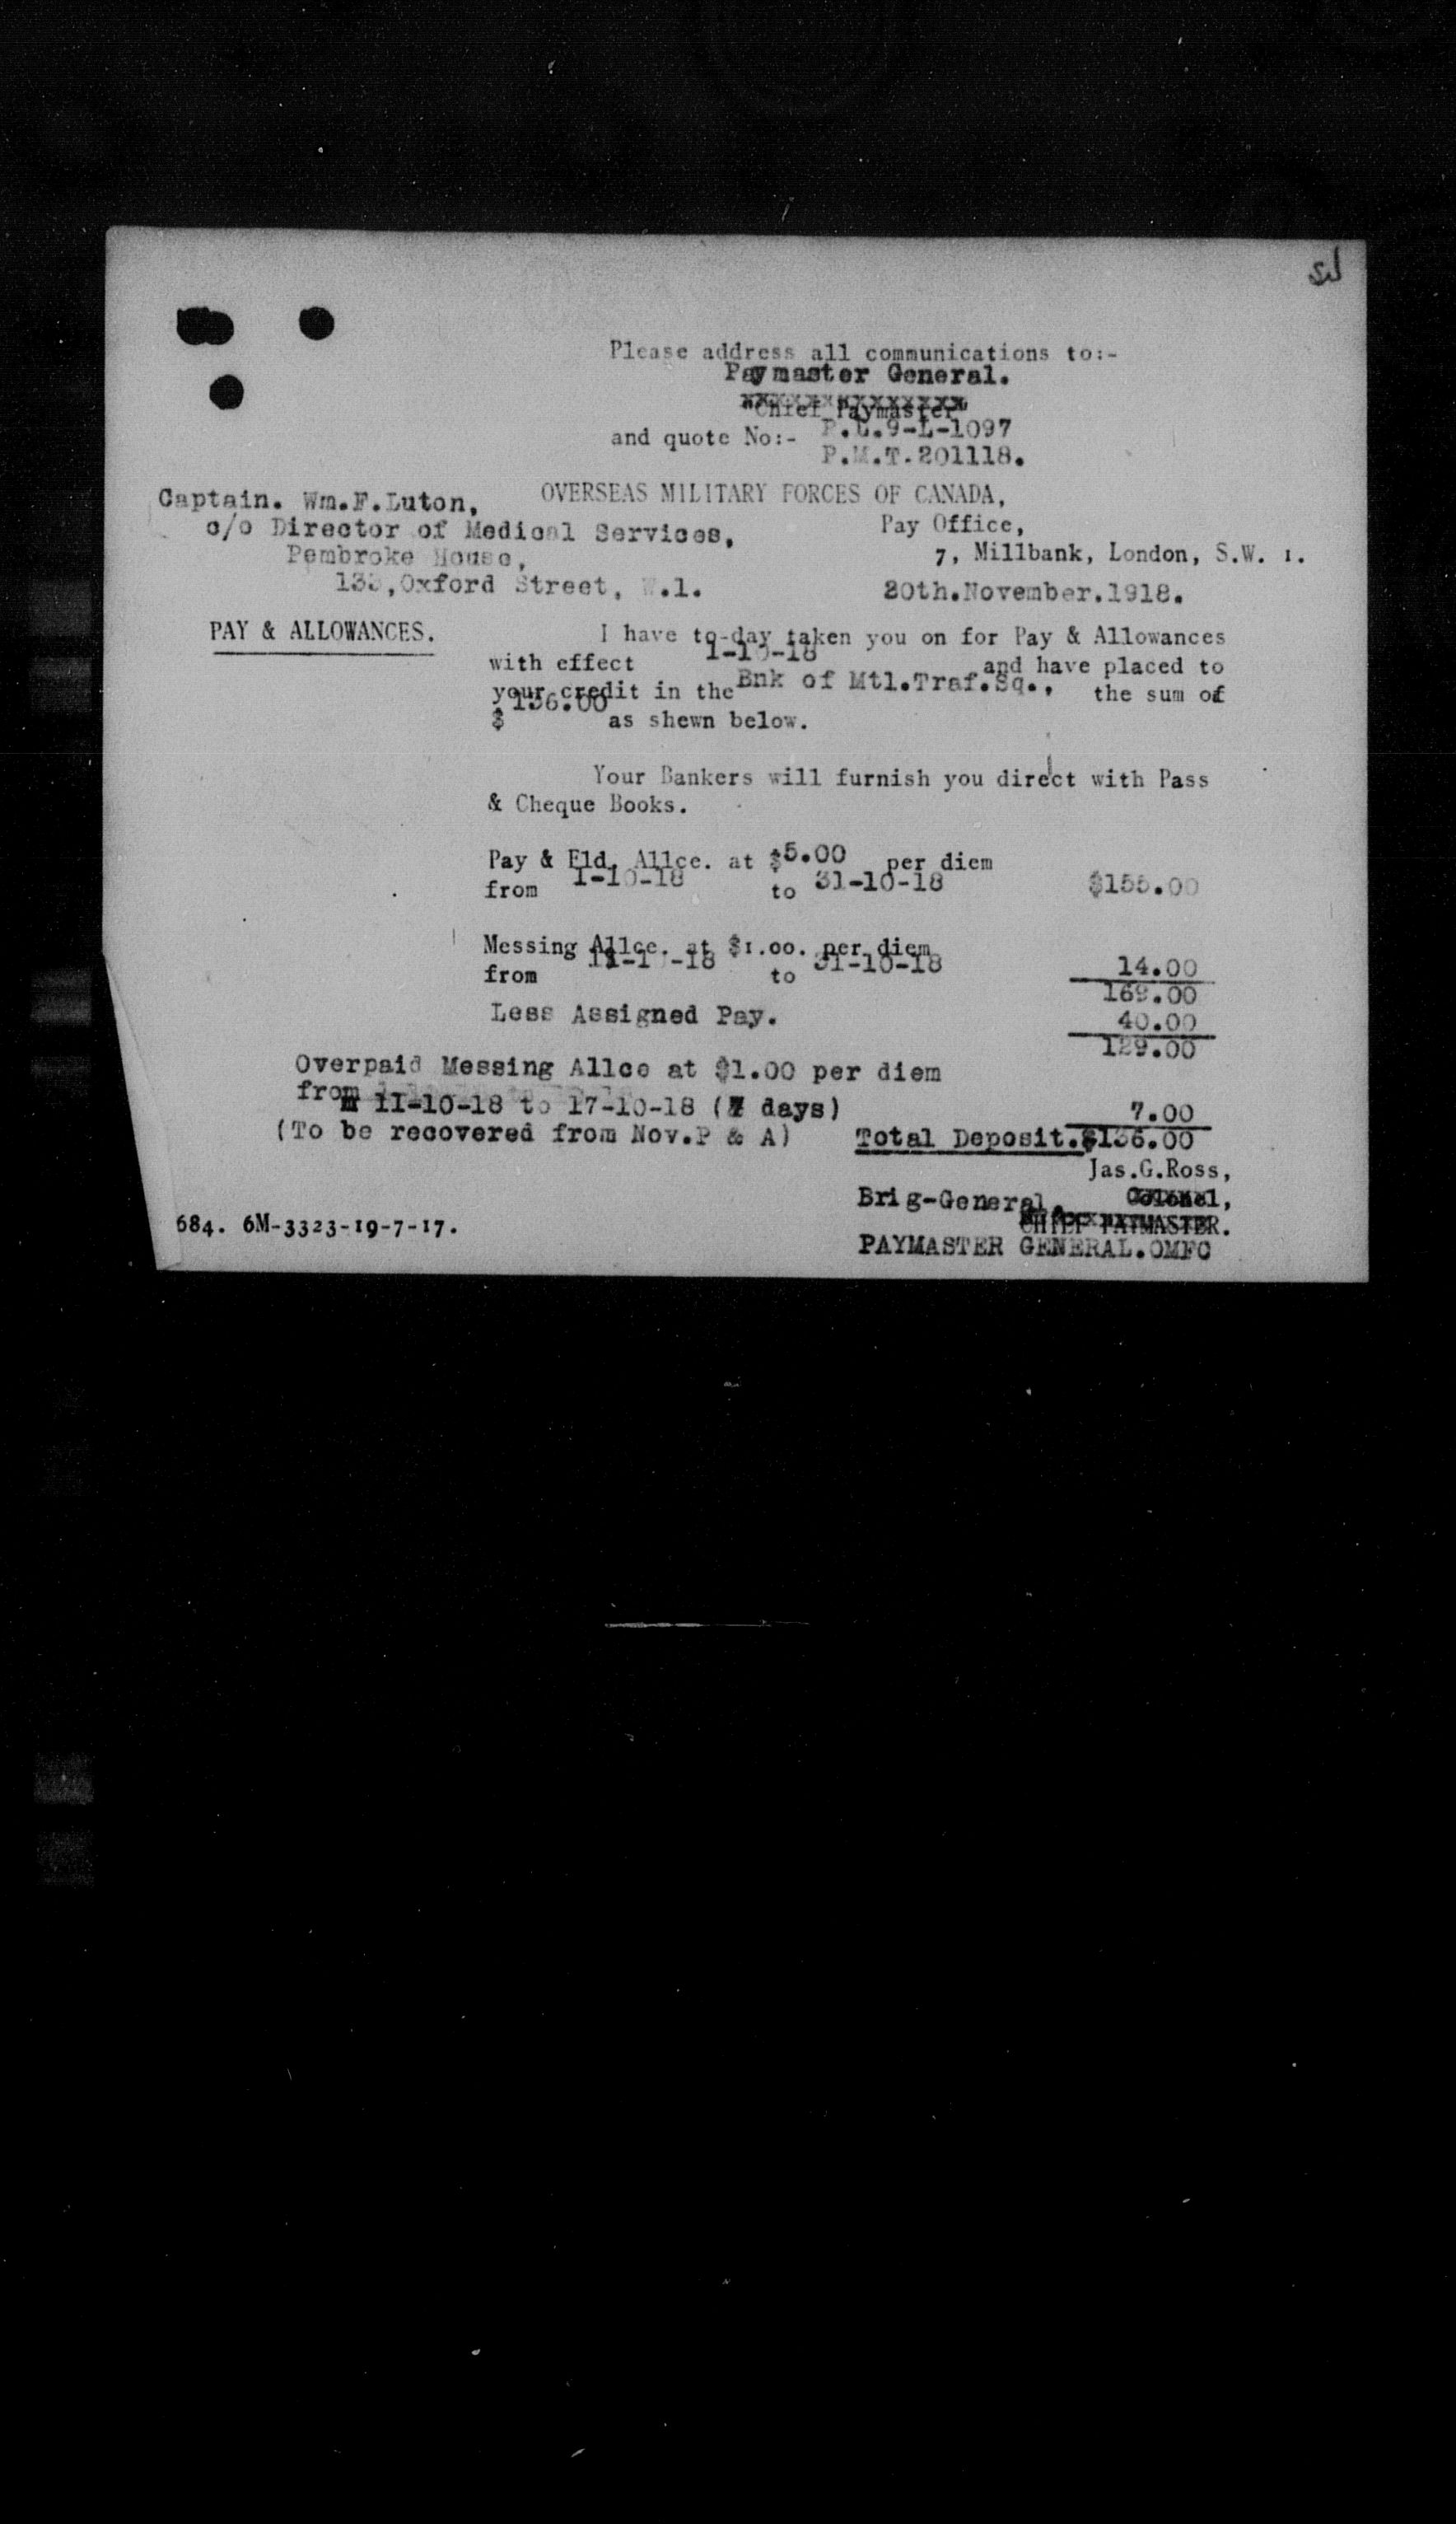 Please address all communications to:-
Paymaster General.
"Chief Paymaster"
P.L.9-L-1097
and quote No:-
P.M.T.201118.
OVERSEAS MILITARY FORCES OF CANADA,
Captain. Wm.F.Luton,
c/o Director of Medical Services,
Pay Office,
Pembroke House,
7, Millbank, London, S.W. 1.
133,Oxford Street, W.1.
20th.November.1918.
PAY & ALLOWANCES.
I have to-day taken you on for Pay & Allowances
with effect 1-10-18 and have placed to
your credit in the Bnk of Mtl.Traf.Sq., the sum of
$136.00 as shewn below.
Your Bankers will furnish you direct with Pass
& Cheque Books.
Pay & Fld. Allce. at $5.00 per diem
from 1-10-18 to 31-10-18 $155.00
Messing Allce. at $1.00. per diem
from 11-1 -18 to 31-10-18 14.00
169.00
Less Assigned Pay. 40.00
129.00
Overpaid Messing Allce at $1.00 per diem
from
11-10-18 to 17-10-18 (7 days) 7.00
(To be recovered from Nov.P & A) Total Deposit.$136.00
Jas.G.Ross,
Brig-General, Colonel,
CHIEF PAYMASTER.
684. 6M-3323-19-7-17.
PAYMASTER GENERAL.OMFC